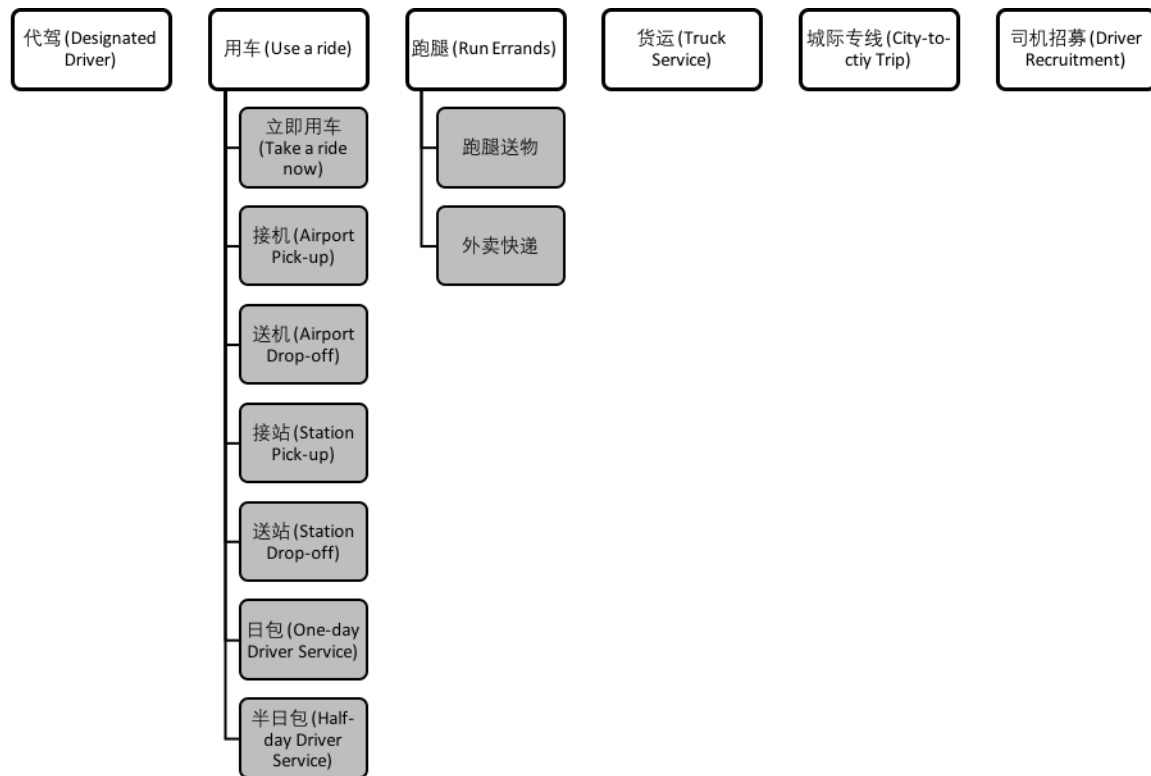 代驾 (Designated
Driver)
用车 (Use a ride)
跑腿 (Run Errands)
货运 (Truck
Service)
城际专线 (City-to-
ctiy Trip)
司机招募 (Driver
Recruitment)
立即用车
(Take a ride
now)
接机 (Airport
Pick-up)
送机 (Airport
Drop-off)
接站 (Station
Pick-up)
送站 (Station
Drop-off)
日包 (One-day
Driver Service)
半日包 (Half-
day Driver
Service)
跑腿送物
外卖快递